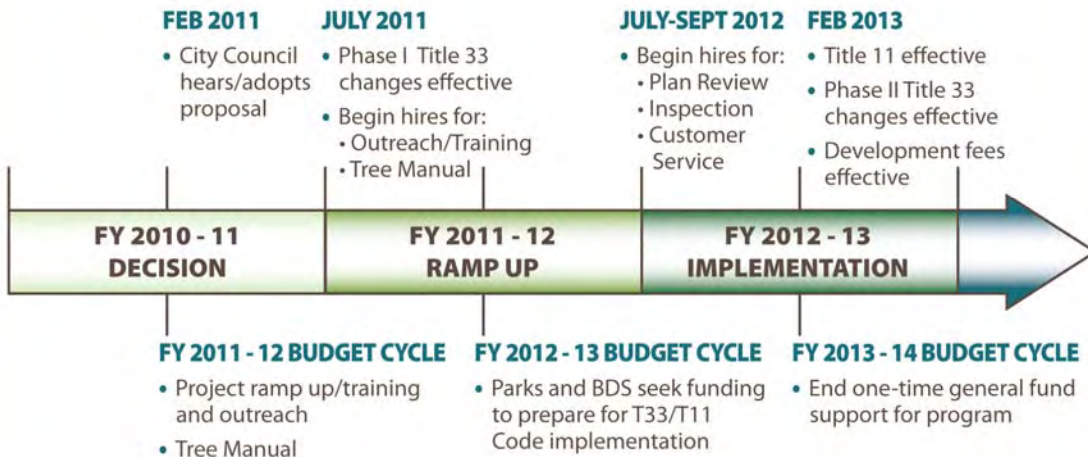 FEB 2011
• City Council
hears/adopts
proposal
JULY 2011
• Phase I Title 33
changes effective
• Begin hires for:
• Outreach/Training
• Tree Manual
JULY-SEPT 2012
• Begin hires for:
• Plan Review
• Inspection
• Customer
Service
FEB 2013
• Title 11 effective
• Phase II Title 33
changes effective
• Development fees
effective
FY 2010 - 11
DECISION
FY 2011 - 12
RAMP UP
FY 2012 - 13
IMPLEMENTATION
FY 2011 - 12 BUDGET CYCLE
• Project ramp up/training
and outreach
• Tree Manual
FY 2012 - 13 BUDGET CYCLE
• Parks and BDS seek funding
to prepare for T33/T11
Code implementation
FY 2013 - 14 BUDGET CYCLE
• End one-time general fund
support for program